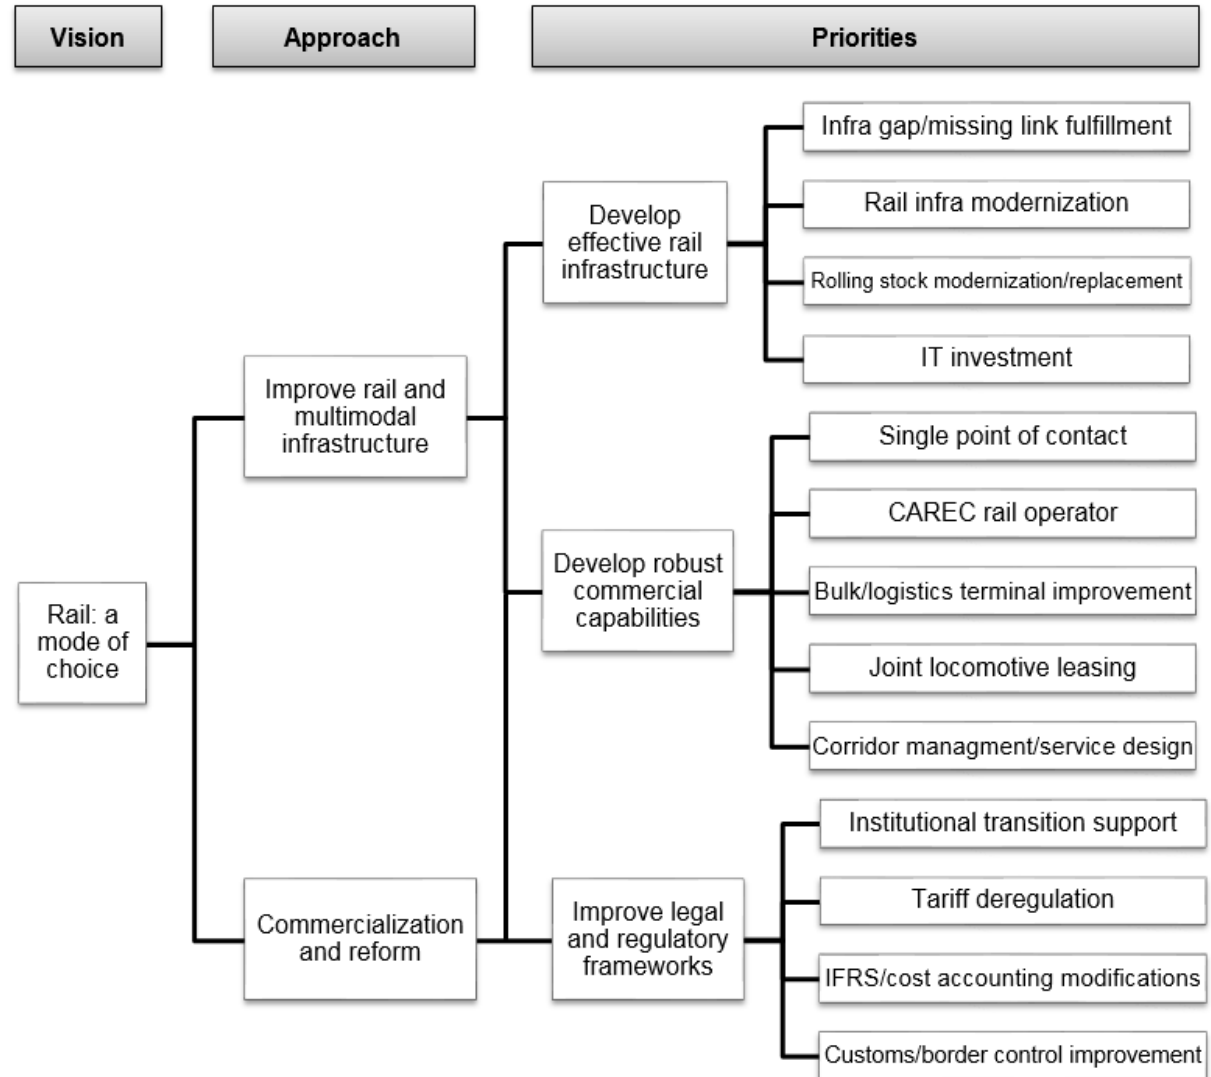 Vision
Approach
Priorities
Infra gap/missing link fulfillment
Rail infra modernization
Develop
effective rail
infrastructure
Rolling stock modernization/replacement
IT investment
Improve rail and
multimodal
infrastructure
Single point of contact
CAREC rail operator
Develop robust
commercial
capabilities
Bulk/logistics terminal improvement
Joint locomotive leasing
Corridor managment/service design
Rail: a
mode of
choice
Institutional transition support
Tariff deregulation
Commercialization
and reform
Improve legal
and regulatory
frameworks
IFRS/cost accounting modifications
Customs/border control improvement